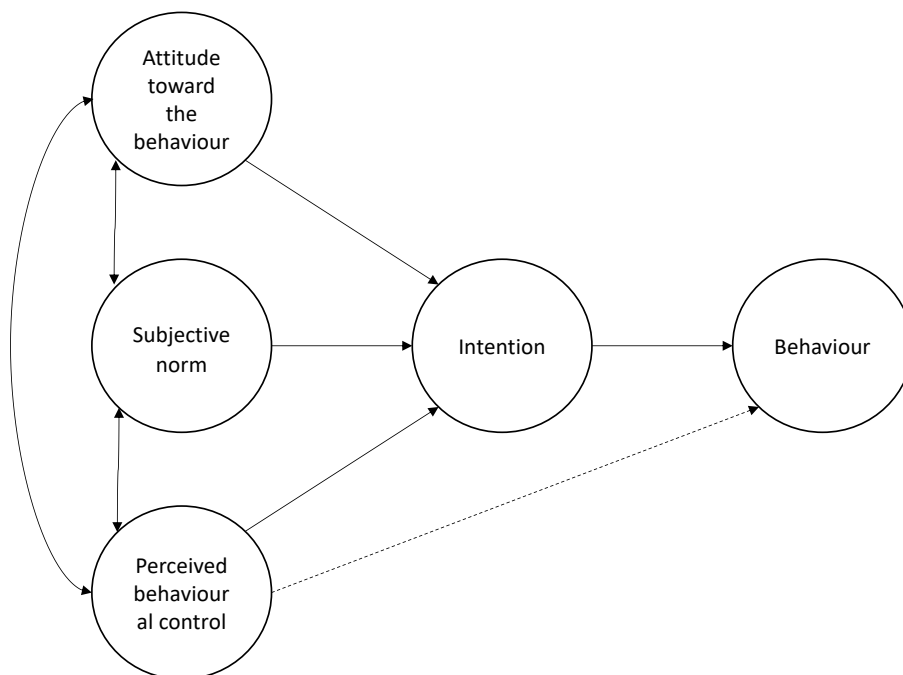 Attitude
toward
the
behaviour
Subjective
norm
Intention
Behaviour
Perceived
behaviour
al control